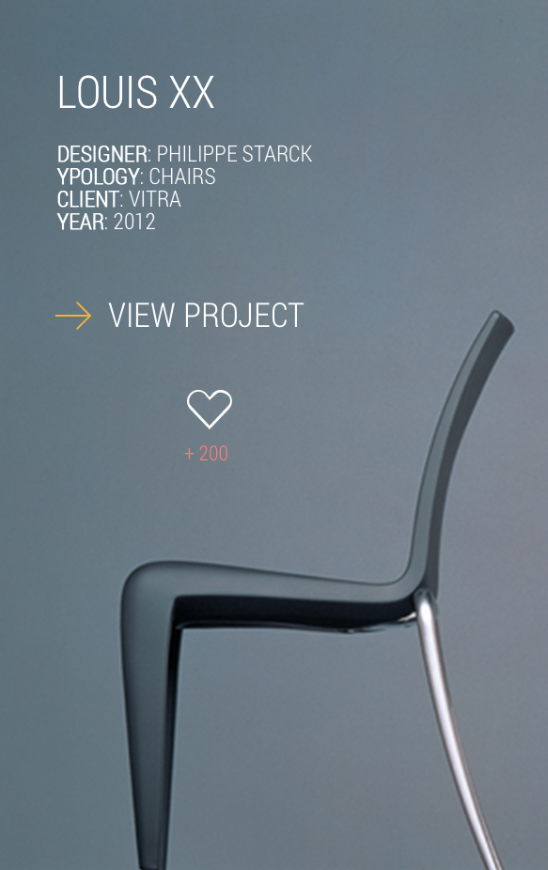 LOUIS XX
DESIGNER: PHILIPPE STARCK
YPOLOGY: CHAIRS
CLIENT: VITRA
YEAR: 2012
VIEW PROJECT
+ 200